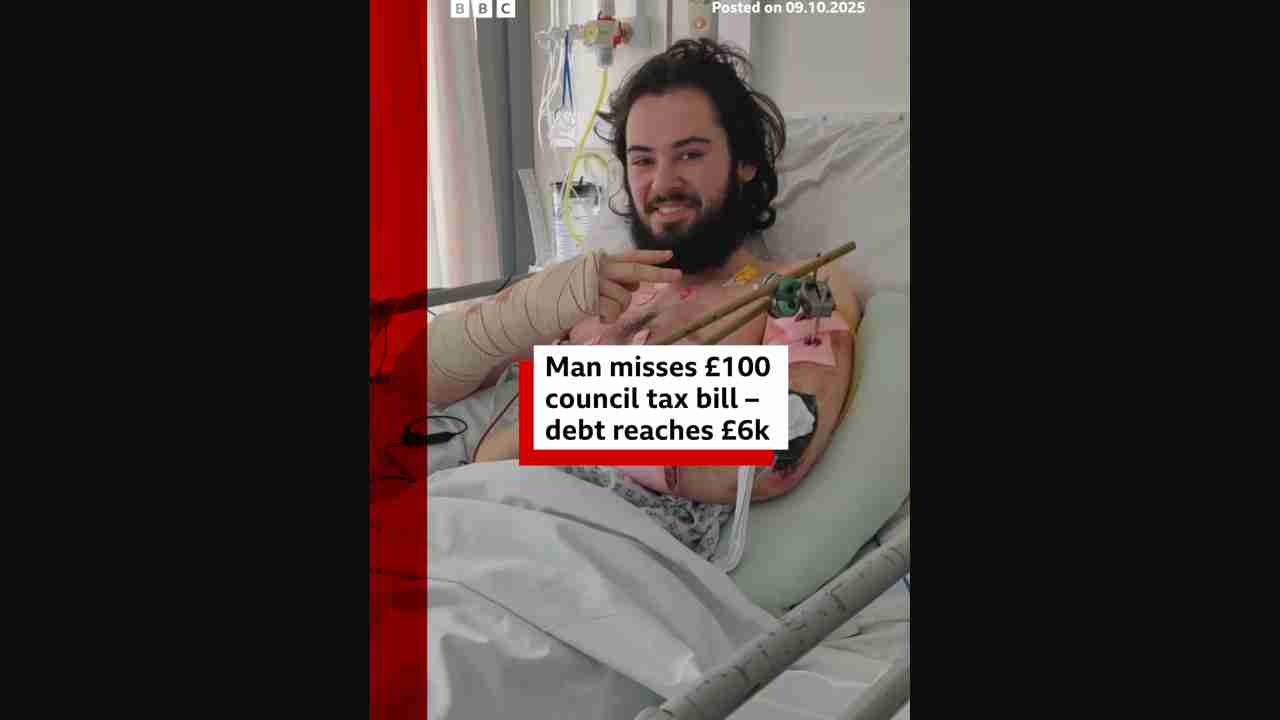 BBC
Posted on 09.10.2025
Man misses £100
council tax bill –
debt reaches £6k